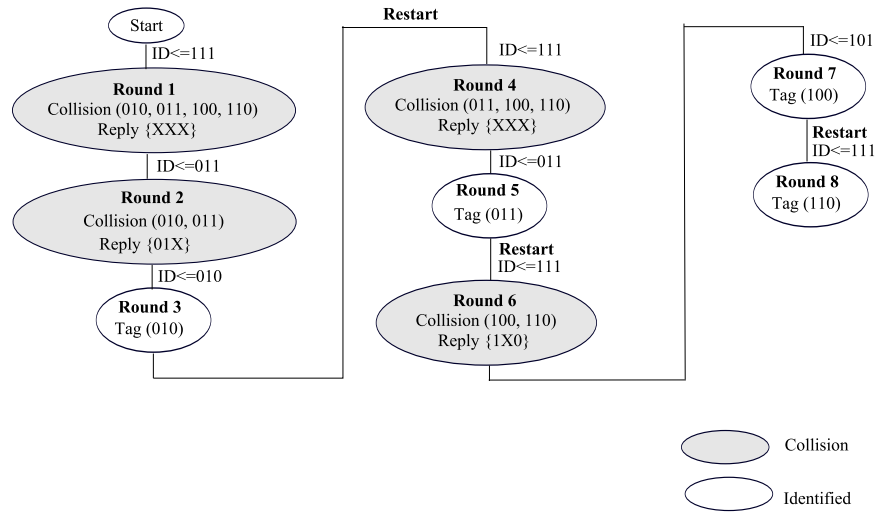 Start
ID<=111
Round 1
Collision (010, 011, 100, 110)
Reply {XXX}
ID<=011
Round 2
Collision (010, 011)
Reply {01X}
ID<=010
Round 3
Tag (010)
Restart
ID<=111
Round 4
Collision (011, 100, 110)
Reply {XXX}
ID<=011
Round 5
Tag (011)
Restart
ID<=111
Round 6
Collision (100, 110)
Reply {1X0}
ID<=101
Round 7
Tag (100)
Restart
ID<=111
Round 8
Tag (110)
Collision
Identified